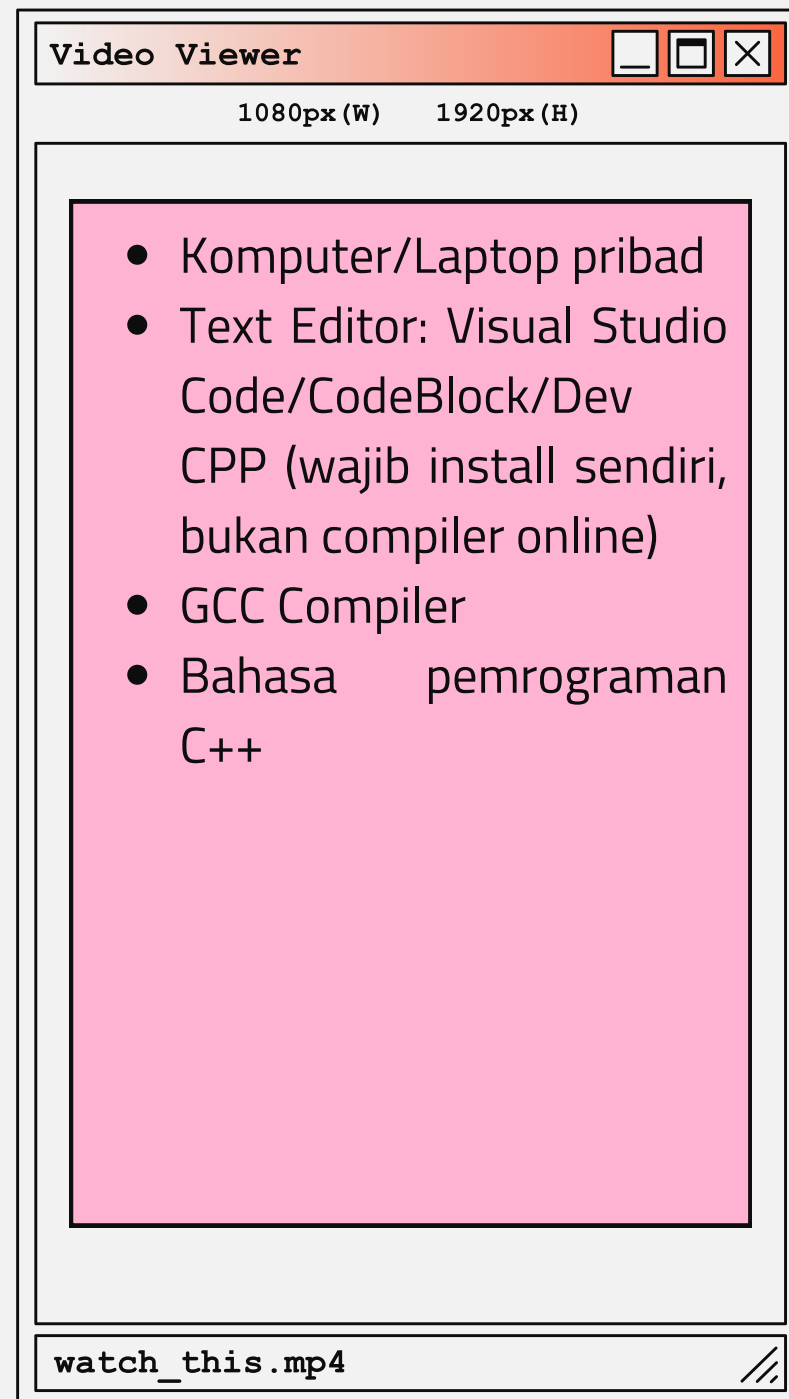 Video Viewer
1080px(W) 1920px(H)
• Komputer/Laptop pribad
• Text Editor: Visual Studio
Code/CodeBlock/Dev
CPP (wajib install sendiri,
bukan compiler online)
• GCC Compiler
• Bahasa pemrograman
C++
watch_this.mp4